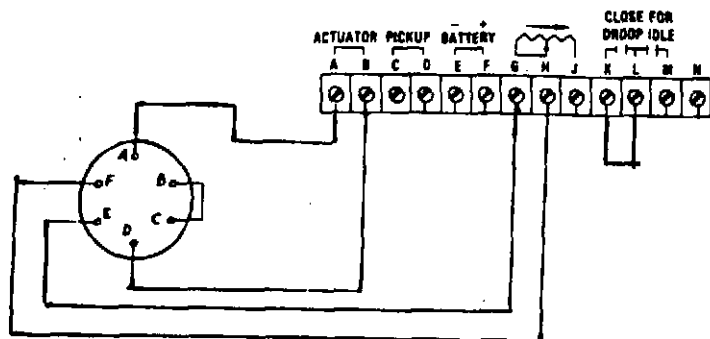 CLOSE FOR
ACTUATOR PICKUP BATTERY DROOP IDLE
- +
A B C D E F G H J K L M N
A
F B
E C
D